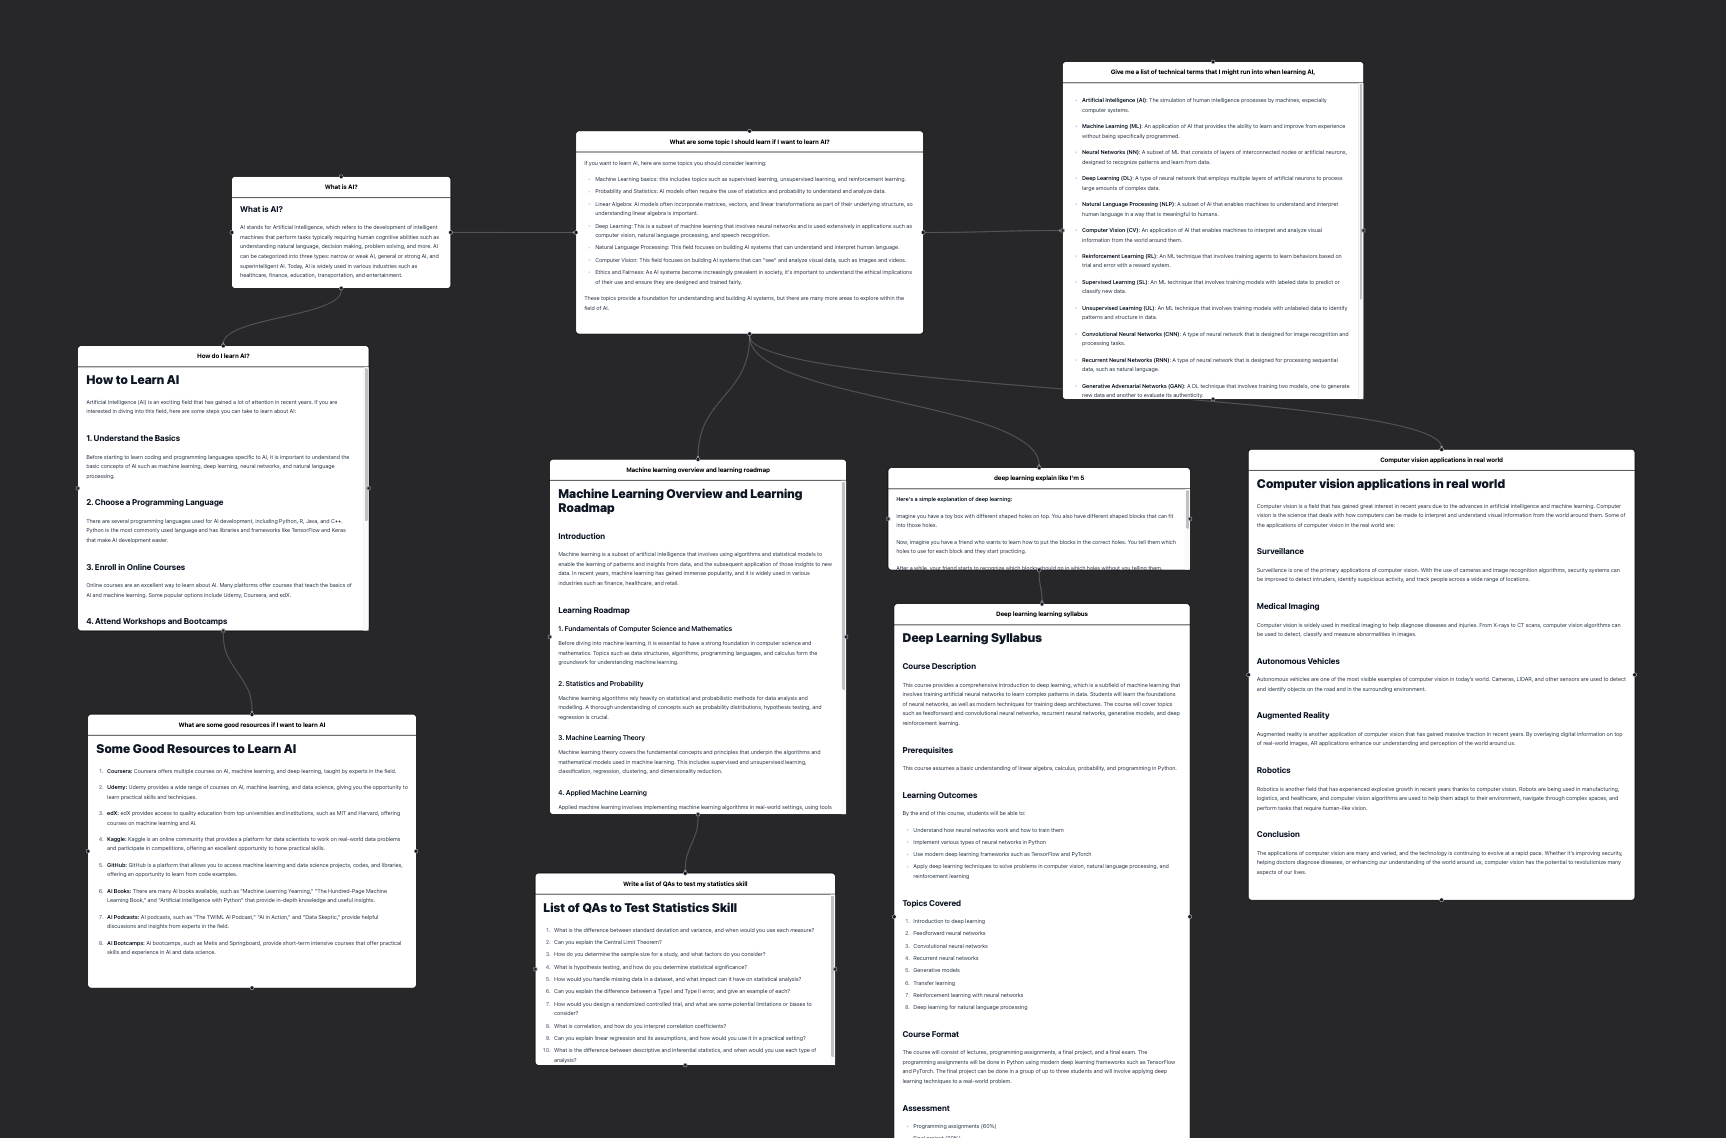 What is AI?
What is AI?
AI stands for Artificial Intelligence, which refers to the development of intelligent
machines that perform tasks typically requiring human cognitive abilities such as
understanding natural language, decision making, problem solving, and more. AI
can be categorized into three types: narrow or weak AI, general or strong AI, and
superintelligent AI. Today, AI is widely used in various industries such as
healthcare, finance, education, transportation, and entertainment.
How do I learn AI?
How to Learn AI
Artificial Intelligence (AI) is an exciting field that has gained a lot of attention in recent years. If you are
interested in diving into this field, here are some steps you can take to learn about AI:
1. Understand the Basics
Before starting to learn coding and programming languages specific to AI, it is important to understand the
basic concepts of AI such as machine learning, deep learning, neural networks, and natural language
processing.
2. Choose a Programming Language
There are several programming languages used for AI development, including Python, R, Java, and C++.
Python is the most commonly used language and has libraries and frameworks like TensorFlow and Keras
that make AI development easier.
3. Enroll in Online Courses
Online courses are an excellent way to learn about AI. Many platforms offer courses that teach the basics of
AI and machine learning. Some popular options include Udemy, Coursera, and edX.
4. Attend Workshops and Bootcamps
What are some good resources if I want to learn AI
Some Good Resources to Learn AI
1. Coursera: Coursera offers multiple courses on AI, machine learning, and deep learning, taught by experts in the field.
2. Udemy: Udemy provides a wide range of courses on AI, machine learning, and data science, giving you the opportunity to
learn practical skills and techniques.
3. edX: edX provides access to quality education from top universities and institutions, such as MIT and Harvard, offering
courses on machine learning and AI.
4. Kaggle: Kaggle is an online community that provides a platform for data scientists to work on real-world data problems
and participate in competitions, offering an excellent opportunity to hone practical skills.
5. GitHub: GitHub is a platform that allows you to access machine learning and data science projects, codes, and libraries,
offering an opportunity to learn from code examples.
6. AI Books: There are many AI books available, such as "Machine Learning Yearning," "The Hundred-Page Machine
Learning Book," and "Artificial Intelligence with Python" that provide in-depth knowledge and useful insights.
7. AI Podcasts: AI podcasts, such as "The TWIML AI Podcast," "AI in Action," and "Data Skeptic," provide helpful
discussions and insights from experts in the field.
8. AI Bootcamps: AI bootcamps, such as Metis and Springboard, provide short-term intensive courses that offer practical
skills and experience in AI and data science.
What are some topic I should learn if I want to learn AI?
If you want to learn AI, here are some topics you should consider learning:
Machine Learning basics: this includes topics such as supervised learning, unsupervised learning, and reinforcement learning.
Probability and Statistics: AI models often require the use of statistics and probability to understand and analyze data.
Linear Algebra: AI models often incorporate matrices, vectors, and linear transformations as part of their underlying structure, so
understanding linear algebra is important.
Deep Learning: This is a subset of machine learning that involves neural networks and is used extensively in applications such as
computer vision, natural language processing, and speech recognition.
Natural Language Processing: This field focuses on building AI systems that can understand and interpret human language.
Computer Vision: This field focuses on building AI systems that can "see" and analyze visual data, such as images and videos.
Ethics and Fairness: As AI systems become increasingly prevalent in society, it's important to understand the ethical implications
of their use and ensure they are designed and trained fairly.
These topics provide a foundation for understanding and building AI systems, but there are many more areas to explore within the
field of AI.
Give me a list of technical terms that I might run into when learning AI,
Artificial Intelligence (AI): The simulation of human intelligence processes by machines, especially
computer systems.
Machine Learning (ML): An application of AI that provides the ability to learn and improve from experience
without being specifically programmed.
Neural Networks (NN): A subset of ML that consists of layers of interconnected nodes or artificial neurons,
designed to recognize patterns and learn from data.
Deep Learning (DL): A type of neural network that employs multiple layers of artificial neurons to process
large amounts of complex data.
Natural Language Processing (NLP): A subset of AI that enables machines to understand and interpret
human language in a way that is meaningful to humans.
Computer Vision (CV): An application of AI that enables machines to interpret and analyze visual
information from the world around them.
Reinforcement Learning (RL): An ML technique that involves training agents to learn behaviors based on
trial and error with a reward system.
Supervised Learning (SL): An ML technique that involves training models with labeled data to predict or
classify new data.
Unsupervised Learning (UL): An ML technique that involves training models with unlabeled data to identify
patterns and structure in data.
Convolutional Neural Networks (CNN): A type of neural network that is designed for image recognition and
processing tasks.
Recurrent Neural Networks (RNN): A type of neural network that is designed for processing sequential
data, such as natural language.
Generative Adversarial Networks (GAN): A DL technique that involves training two models, one to generate
new data and another to evaluate its authenticity.
Machine learning overview and learning roadmap
Machine Learning Overview and Learning
Roadmap
Introduction
Machine learning is a subset of artificial intelligence that involves using algorithms and statistical models to
enable the learning of patterns and insights from data, and the subsequent application of those insights to new
data. In recent years, machine learning has gained immense popularity, and it is widely used in various
industries such as finance, healthcare, and retail.
Learning Roadmap
1. Fundamentals of Computer Science and Mathematics
Before diving into machine learning, it is essential to have a strong foundation in computer science and
mathematics. Topics such as data structures, algorithms, programming languages, and calculus form the
groundwork for understanding machine learning.
2. Statistics and Probability
Machine learning algorithms rely heavily on statistical and probabilistic methods for data analysis and
modelling. A thorough understanding of concepts such as probability distributions, hypothesis testing, and
regression is crucial.
3. Machine Learning Theory
Machine learning theory covers the fundamental concepts and principles that underpin the algorithms and
mathematical models used in machine learning. This includes supervised and unsupervised learning,
classification, regression, clustering, and dimensionality reduction.
4. Applied Machine Learning
Applied machine learning involves implementing machine learning algorithms in real-world settings, using tools
Write a list of QAs to test my statistics skill
List of QAs to Test Statistics Skill
1. What is the difference between standard deviation and variance, and when would you use each measure?
2. Can you explain the Central Limit Theorem?
3. How do you determine the sample size for a study, and what factors do you consider?
4. What is hypothesis testing, and how do you determine statistical significance?
5. How would you handle missing data in a dataset, and what impact can it have on statistical analysis?
6. Can you explain the difference between a Type I and Type II error, and give an example of each?
7. How would you design a randomized controlled trial, and what are some potential limitations or biases to
consider?
8. What is correlation, and how do you interpret correlation coefficients?
9. Can you explain linear regression and its assumptions, and how would you use it in a practical setting?
10. What is the difference between descriptive and inferential statistics, and when would you use each type of
analysis?
deep learning explain like I'm 5
Here's a simple explanation of deep learning:
Imagine you have a toy box with different shaped holes on top. You also have different shaped blocks that can fit
into those holes.
Now, imagine you have a friend who wants to learn how to put the blocks in the correct holes. You tell them which
holes to use for each block and they start practicing.
After a while, your friend starts to recognize which blocks should go in which holes without you telling them.
Deep learning learning syllabus
Deep Learning Syllabus
Course Description
This course provides a comprehensive introduction to deep learning, which is a subfield of machine learning that
involves training artificial neural networks to learn complex patterns in data. Students will learn the foundations
of neural networks, as well as modern techniques for training deep architectures. The course will cover topics
such as feedforward and convolutional neural networks, recurrent neural networks, generative models, and deep
reinforcement learning.
Prerequisites
This course assumes a basic understanding of linear algebra, calculus, probability, and programming in Python.
Learning Outcomes
By the end of this course, students will be able to:
Understand how neural networks work and how to train them
Implement various types of neural networks in Python
Use modern deep learning frameworks such as TensorFlow and PyTorch
Apply deep learning techniques to solve problems in computer vision, natural language processing, and
reinforcement learning
Topics Covered
1. Introduction to deep learning
2. Feedforward neural networks
3. Convolutional neural networks
4. Recurrent neural networks
5. Generative models
6. Transfer learning
7. Reinforcement learning with neural networks
8. Deep learning for natural language processing
Course Format
The course will consist of lectures, programming assignments, a final project, and a final exam. The
programming assignments will be done in Python using modern deep learning frameworks such as TensorFlow
and PyTorch. The final project can be done in a group of up to three students and will involve applying deep
learning techniques to a real-world problem.
Assessment
Programming assignments (60%)
Computer vision applications in real world
Computer vision applications in real world
Computer vision is a field that has gained great interest in recent years due to the advances in artificial intelligence and machine learning. Computer
vision is the science that deals with how computers can be made to interpret and understand visual information from the world around them. Some of
the applications of computer vision in the real world are:
Surveillance
Surveillance is one of the primary applications of computer vision. With the use of cameras and image recognition algorithms, security systems can
be improved to detect intruders, identify suspicious activity, and track people across a wide range of locations.
Medical Imaging
Computer vision is widely used in medical imaging to help diagnose diseases and injuries. From X-rays to CT scans, computer vision algorithms can
be used to detect, classify and measure abnormalities in images.
Autonomous Vehicles
Autonomous vehicles are one of the most visible examples of computer vision in today's world. Cameras, LIDAR, and other sensors are used to detect
and identify objects on the road and in the surrounding environment.
Augmented Reality
Augmented reality is another application of computer vision that has gained massive traction in recent years. By overlaying digital information on top
of real-world images, AR applications enhance our understanding and perception of the world around us.
Robotics
Robotics is another field that has experienced explosive growth in recent years thanks to computer vision. Robots are being used in manufacturing,
logistics, and healthcare, and computer vision algorithms are used to help them adapt to their environment, navigate through complex spaces, and
perform tasks that require human-like vision.
Conclusion
The applications of computer vision are many and varied, and the technology is continuing to evolve at a rapid pace. Whether it's improving security,
helping doctors diagnose diseases, or enhancing our understanding of the world around us, computer vision has the potential to revolutionize many
aspects of our lives.